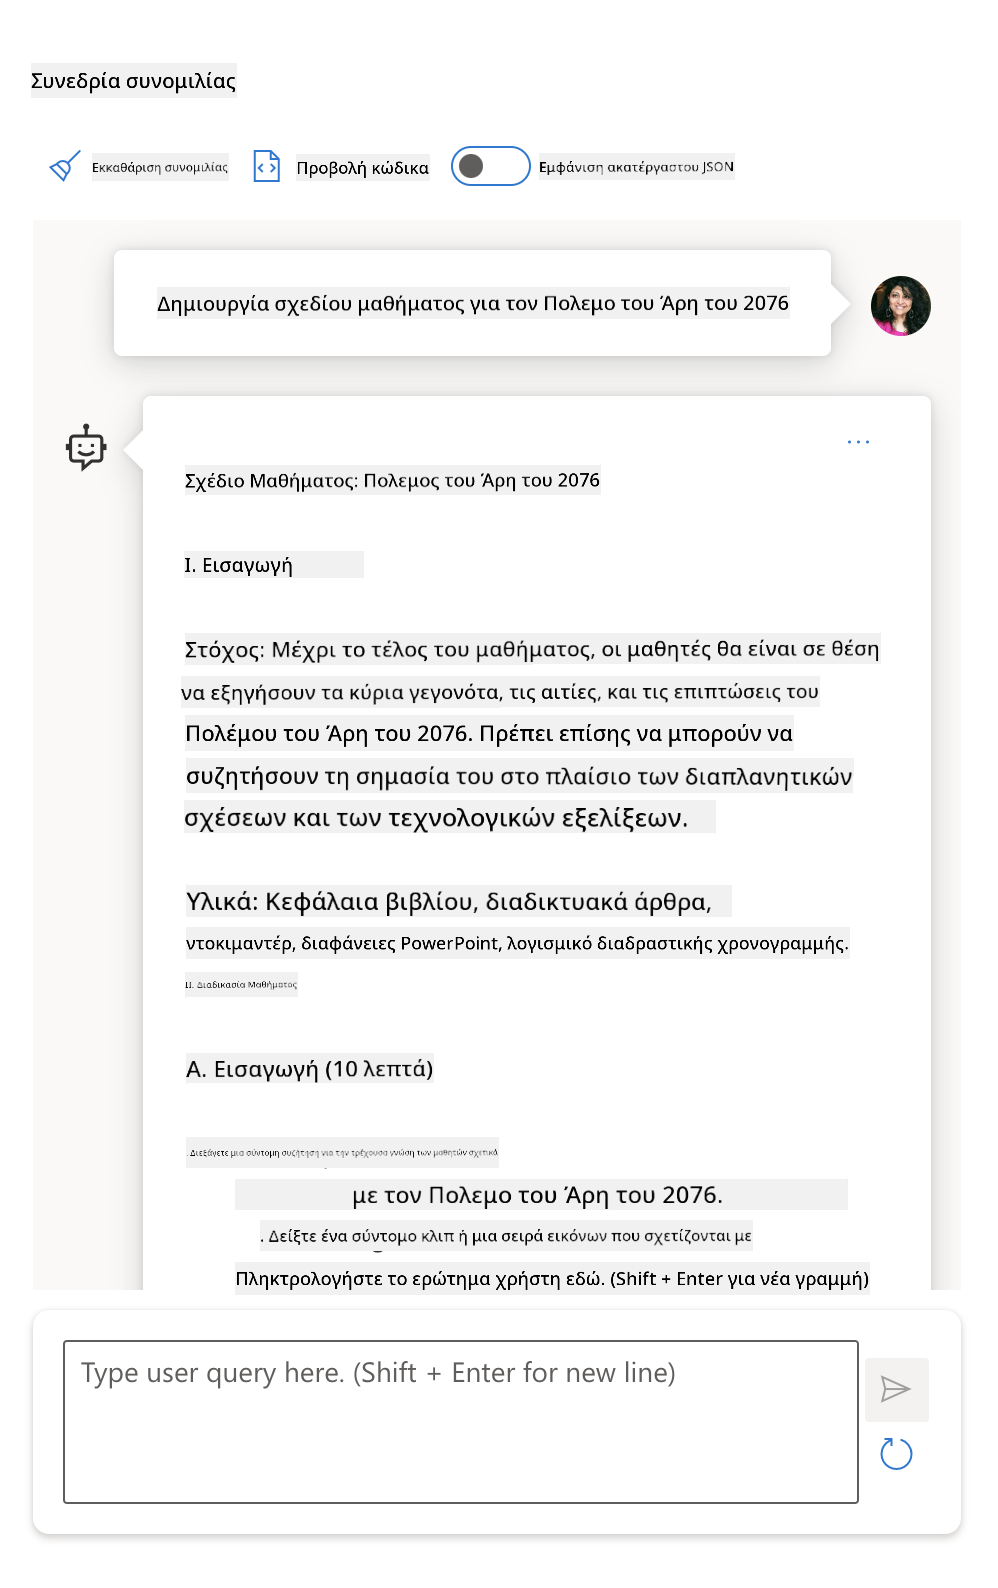 Συνεδρία συνομιλίας
Εκκαθάριση συνομιλίας
Προβολή κώδικα
Εμφάνιση ακατέργαστου JSON
Δημιουργία σχεδίου μαθήματος για τον Πολεμο του Άρη του 2076
Σχέδιο Μαθήματος: Πολεμος του Άρη του 2076
I. Εισαγωγή
Στόχος: Μέχρι το τέλος του μαθήματος, οι μαθητές θα είναι σε θέση
να εξηγήσουν τα κύρια γεγονότα, τις αιτίες, και τις επιπτώσεις του
Πολέμου του Άρη του 2076. Πρέπει επίσης να μπορούν να
συζητήσουν τη σημασία του στο πλαίσιο των διαπλανητικών
σχέσεων και των τεχνολογικών εξελίξεων.
Υλικά: Κεφάλαια βιβλίου, διαδικτυακά άρθρα,
ντοκιμαντέρ, διαφάνειες PowerPoint, λογισμικό διαδραστικής χρονογραμμής.
II. Διαδικασία Μαθήματος
Α. Εισαγωγή (10 λεπτά)
. Διεξάγετε μια σύντομη συζήτηση για την τρέχουσα γνώση των μαθητών σχετικά
με τον Πολεμο του Άρη του 2076.
. Δείξτε ένα σύντομο κλιπ ή μια σειρά εικόνων που σχετίζονται με
Πληκτρολογήστε το ερώτημα χρήστη εδώ. (Shift + Enter για νέα γραμμή)
Type user query here. (Shift + Enter for new line)